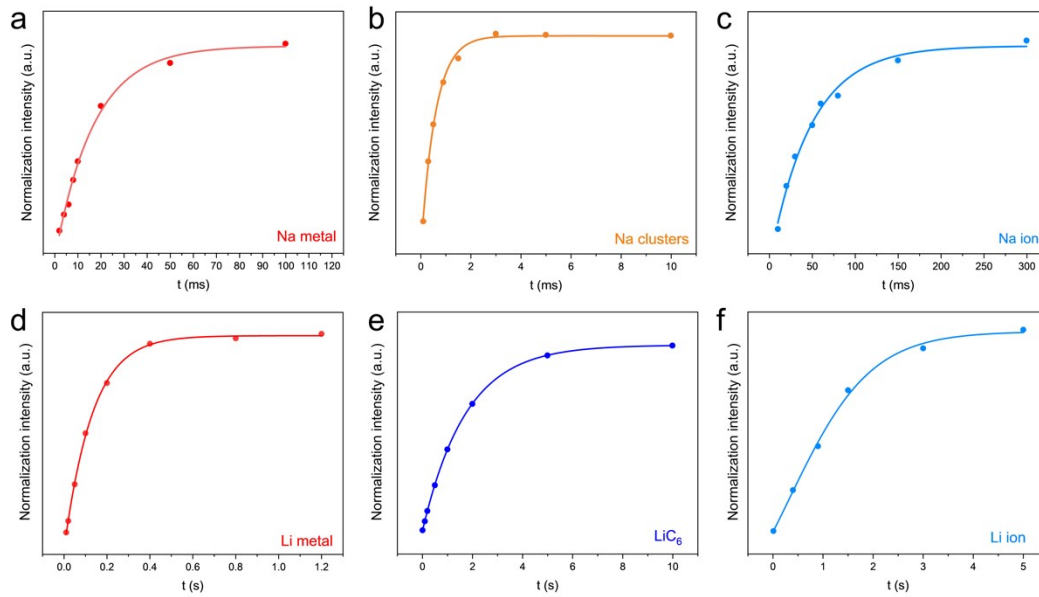 a
Normalization intensity (a.u.)
Na metal
0 10 20 30 40 50 60 70 80 90 100 110 120
t (ms)
b
Normalization intensity (a.u.)
Na clusters
0 2 4 6 8 10
t (ms)
c
Normalization intensity (a.u.)
Na ion
0 50 100 150 200 250 300
t (ms)
d
Normalization intensity (a.u.)
Li metal
0.0 0.2 0.4 0.6 0.8 1.0 1.2
t (s)
e
Normalization intensity (a.u.)
LiC₆
0 2 4 6 8 10
t (s)
f
Normalization intensity (a.u.)
Li ion
0 1 2 3 4 5
t (s)